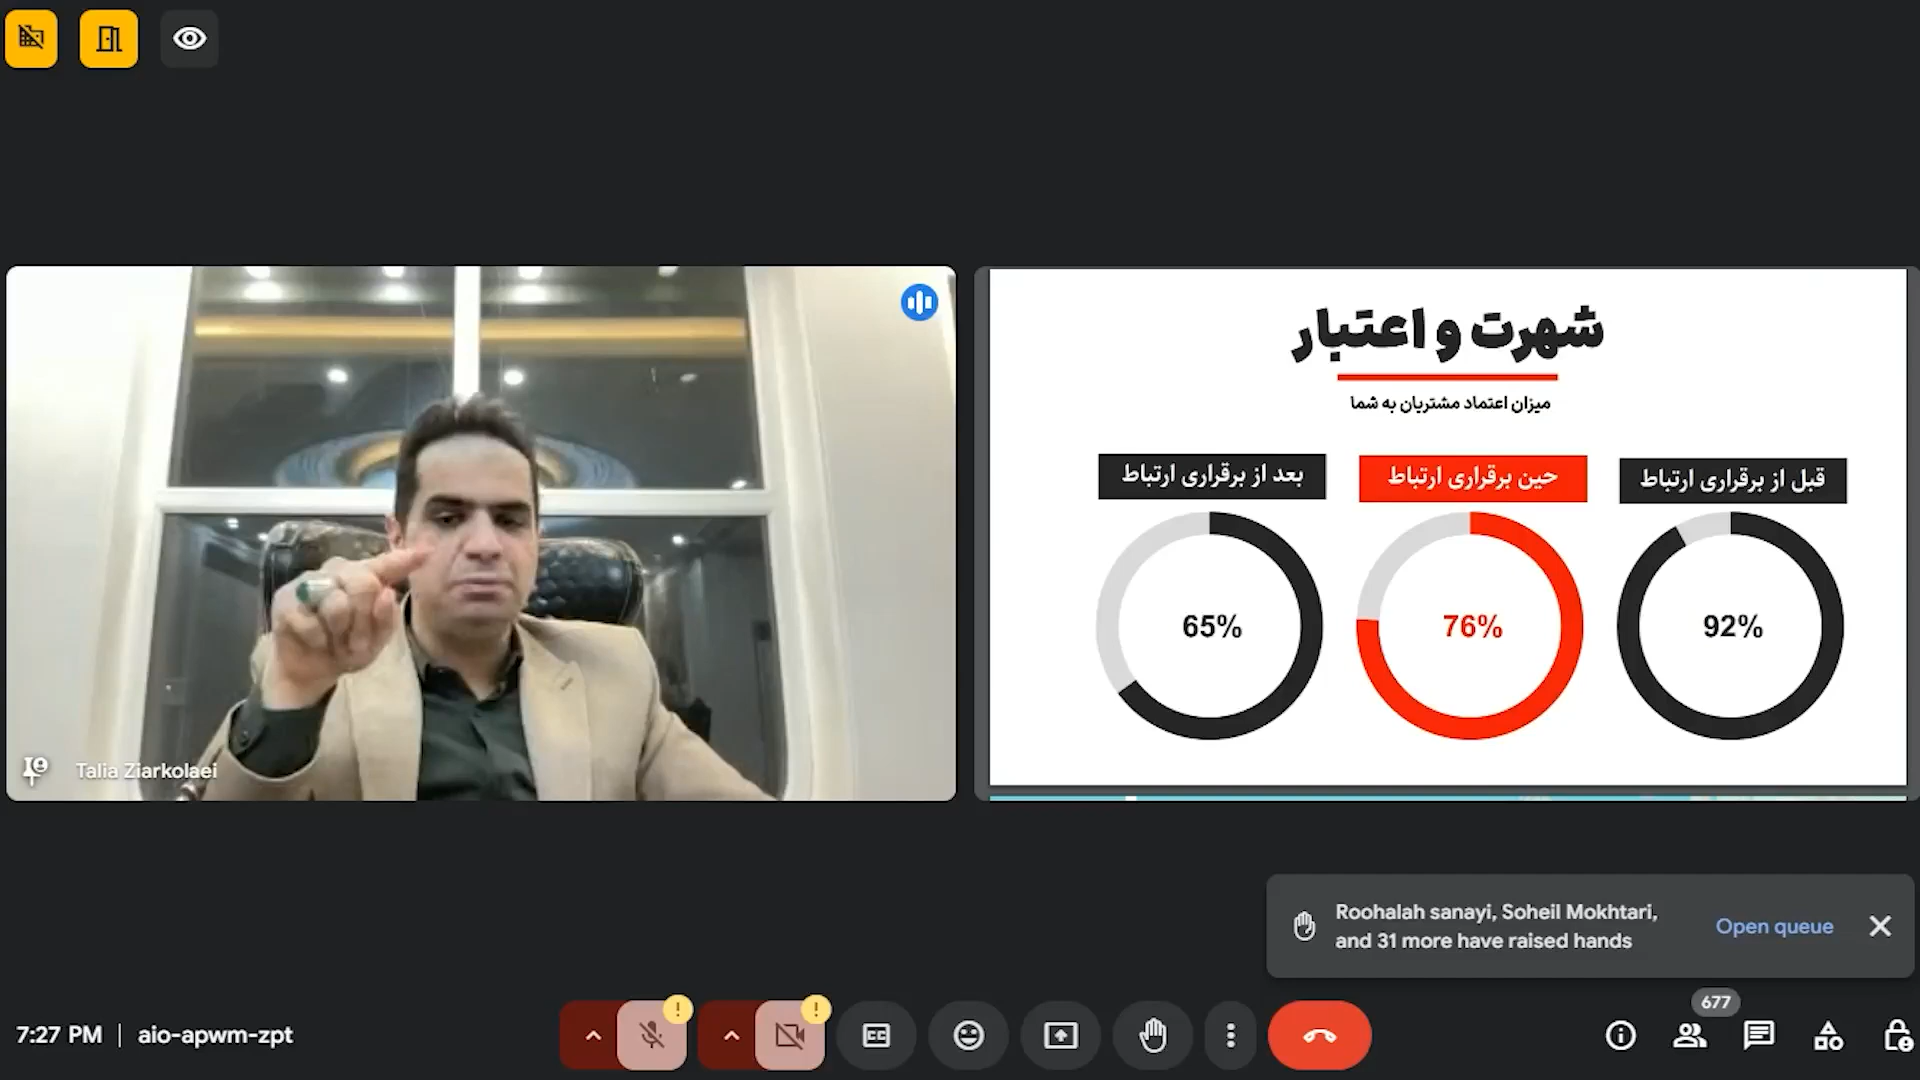 Talia Ziarkolaei
شهرت و اعتبار
میزان اعتماد مشتریان به شما
قبل از برقراری ارتباط
حین برقراری ارتباط
بعد از برقراری ارتباط
92%
76%
65%
Roohalah sanayi, Soheil Mokhtari,
and 31 more have raised hands
Open queue
7:27 PM | aio-apwm-zpt
!
!
CC
677